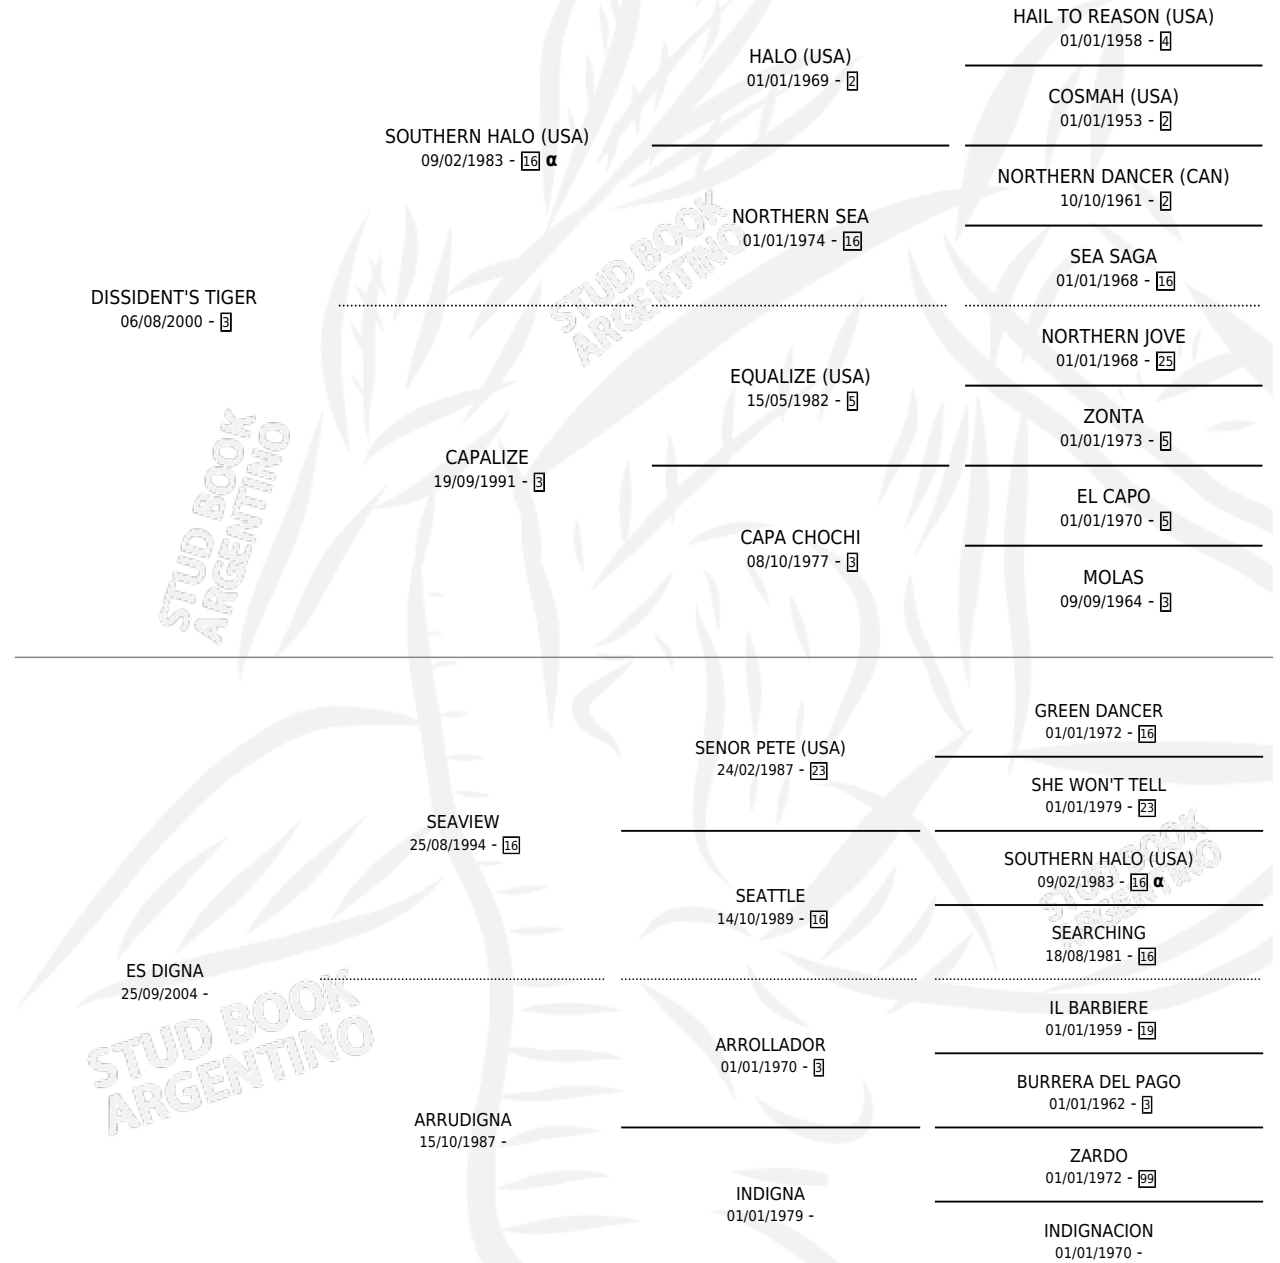 HAIL TO REASON (USA)
01/01/1958 - 4
HALO (USA)
01/01/1969 - 2
COSMAH (USA)
01/01/1953 - 2
SOUTHERN HALO (USA)
09/02/1983 - 16 α
NORTHERN DANCER (CAN)
10/10/1961 - 2
NORTHERN SEA
01/01/1974 - 16
SEA SAGA
01/01/1968 - 16
DISSIDENT'S TIGER
06/08/2000 - 3
NORTHERN JOVE
01/01/1968 - 25
EQUALIZE (USA)
15/05/1982 - 5
ZONTA
01/01/1973 - 5
CAPALIZE
19/09/1991 - 3
EL CAPO
01/01/1970 - 5
CAPA CHOCHI
08/10/1977 - 3
MOLAS
09/09/1964 - 3
STUD BOOK
ARGENTINO
STUD BOOK
ARGENTINO
GREEN DANCER
01/01/1972 - 16
SENOR PETE (USA)
24/02/1987 - 23
SHE WON'T TELL
01/01/1979 - 23
SEAVIEW
25/08/1994 - 16
SOUTHERN HALO (USA)
09/02/1983 - 16 α
SEATTLE
14/10/1989 - 16
SEARCHING
18/08/1981 - 16
STUD BOOK
ARGENTINO
ES DIGNA
25/09/2004 -
IL BARBIERE
01/01/1959 - 19
ARROLLADOR
01/01/1970 - 3
BURRERA DEL PAGO
01/01/1962 - 3
ARRUDIGNA
15/10/1987 -
ZARDO
01/01/1972 - 99
INDIGNA
01/01/1979 -
INDIGNACION
01/01/1970 -
STUD BOOK
ARGENTINO